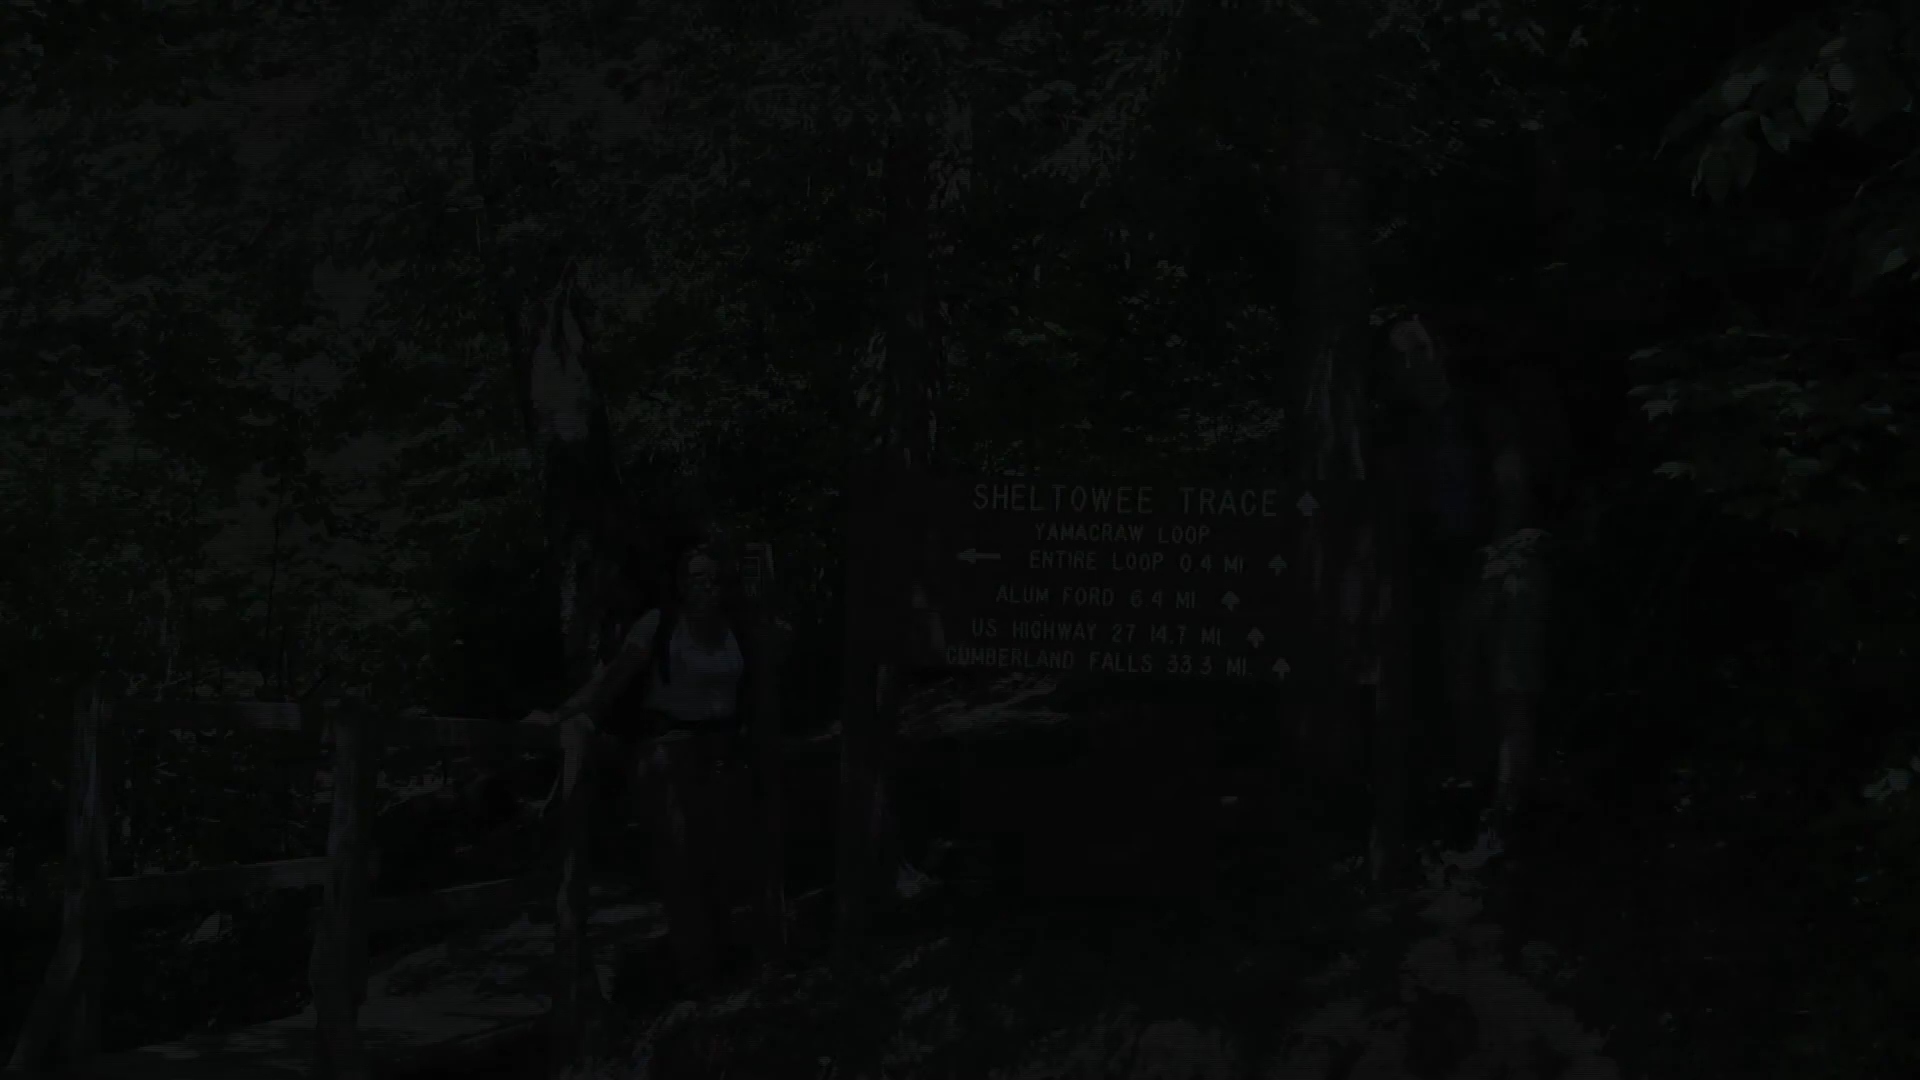 SHELTOWEE TRACE
YAMACRAW LOOP
ENTIRE LOOP 0.4 MI
ALUM FORD 6.4 MI
US HIGHWAY 27 14.7 MI
CUMBERLAND FALLS 33.3 MI.